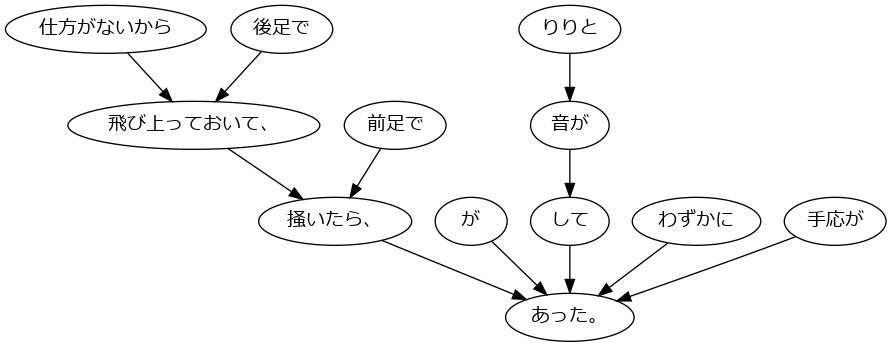 仕方がないから
後足で
りりと
飛び上っておいて、
前足で
音が
掻いたら、
が
して
わずかに
手応が
あった。